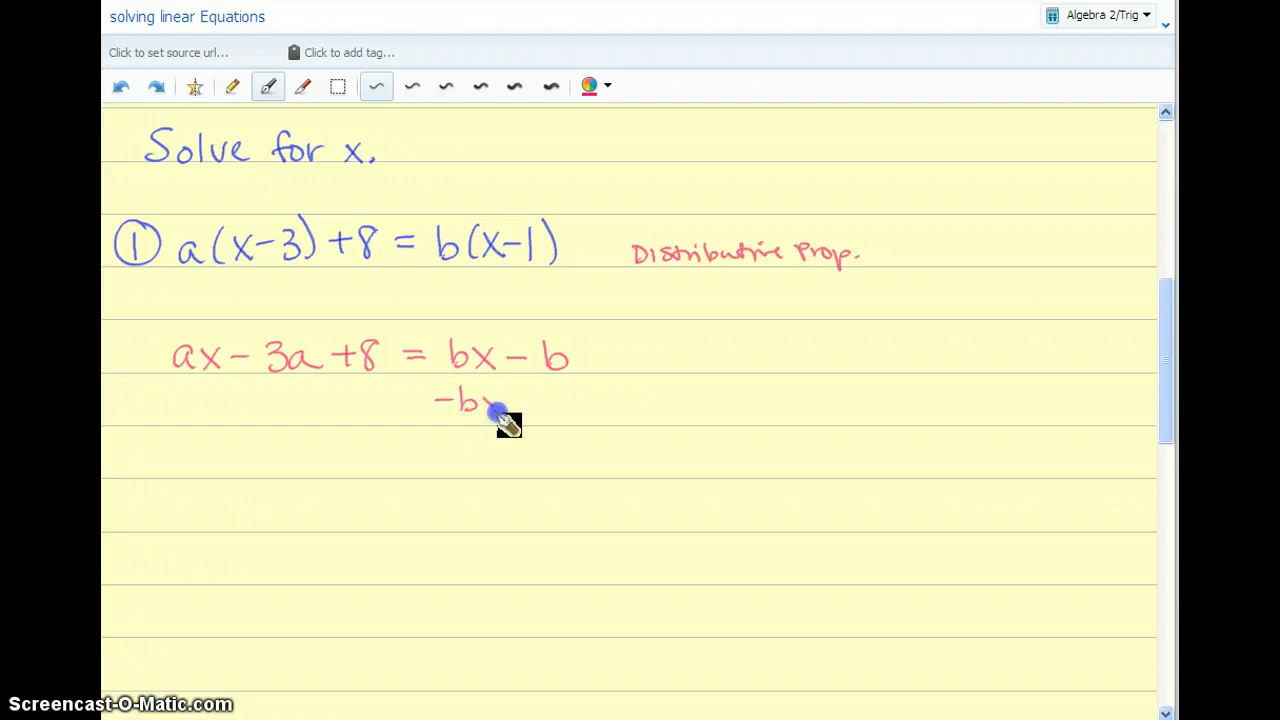 solving linear Equations
Algebra 2/Trig
Click to set source url...
Click to add tag...
Solve for x.
① a(x-3)+8 = b(x-1)
Distributive Prop.
ax - 3a +8 = bx - b
-bx
Screencast-O-Matic.com